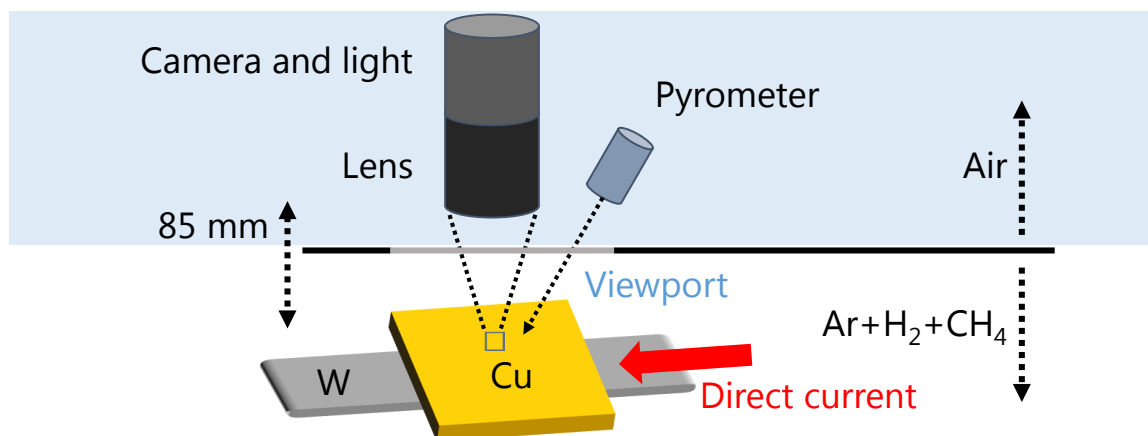 Camera and light
Pyrometer
Lens
Air
85 mm
Viewport
Ar+H₂+CH₄
W
Cu
Direct current